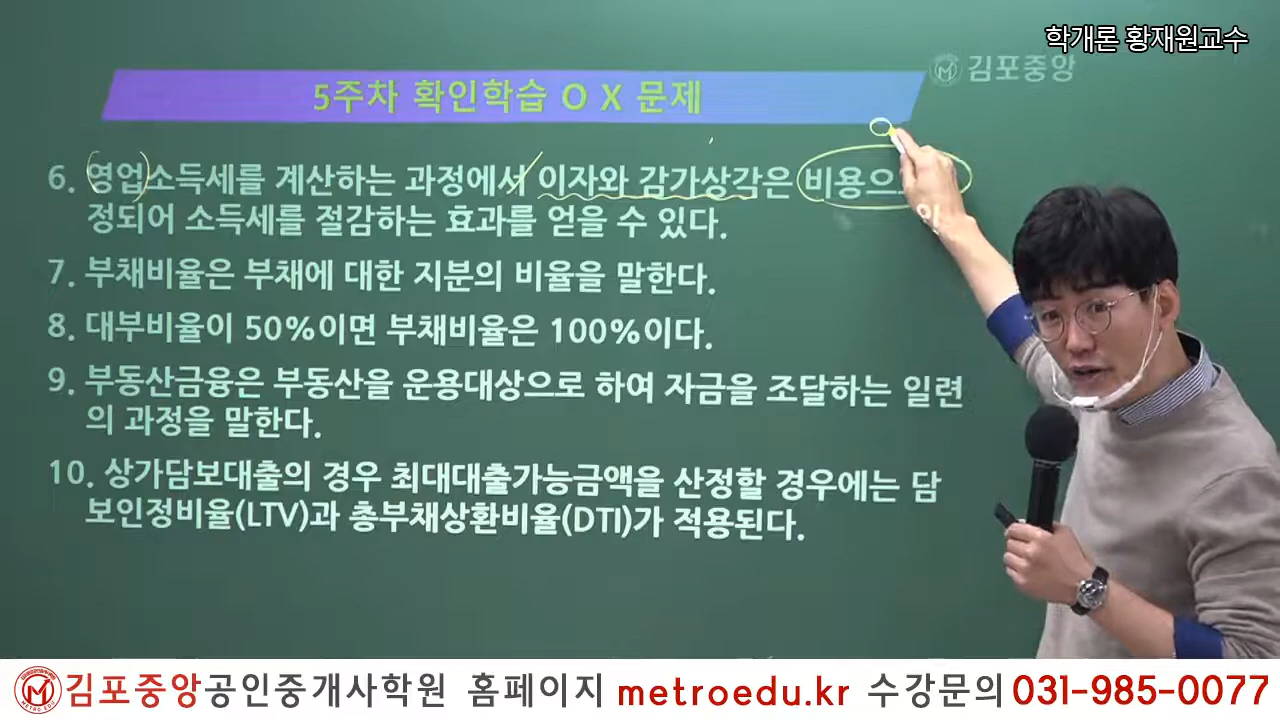 학개론 황재원교수
김포중앙
5주차 확인학습 O X 문제
6. 영업소득세를 계산하는 과정에서 이자와 감가상각은 비용으 인
정되어 소득세를 절감하는 효과를 얻을 수 있다.
7. 부채비율은 부채에 대한 지분의 비율을 말한다.
8. 대부비율이 50%이면 부채비율은 100%이다.
9. 부동산금융은 부동산을 운용대상으로 하여 자금을 조달하는 일련
의 과정을 말한다.
10. 상가담보대출의 경우 최대대출가능금액을 산정할 경우에는 담
보인정비율(LTV)과 총부채상환비율(DTI)가 적용된다.
김포중앙공인중개사학원 홈페이지 metroedu.kr 수강문의 031-985-0077